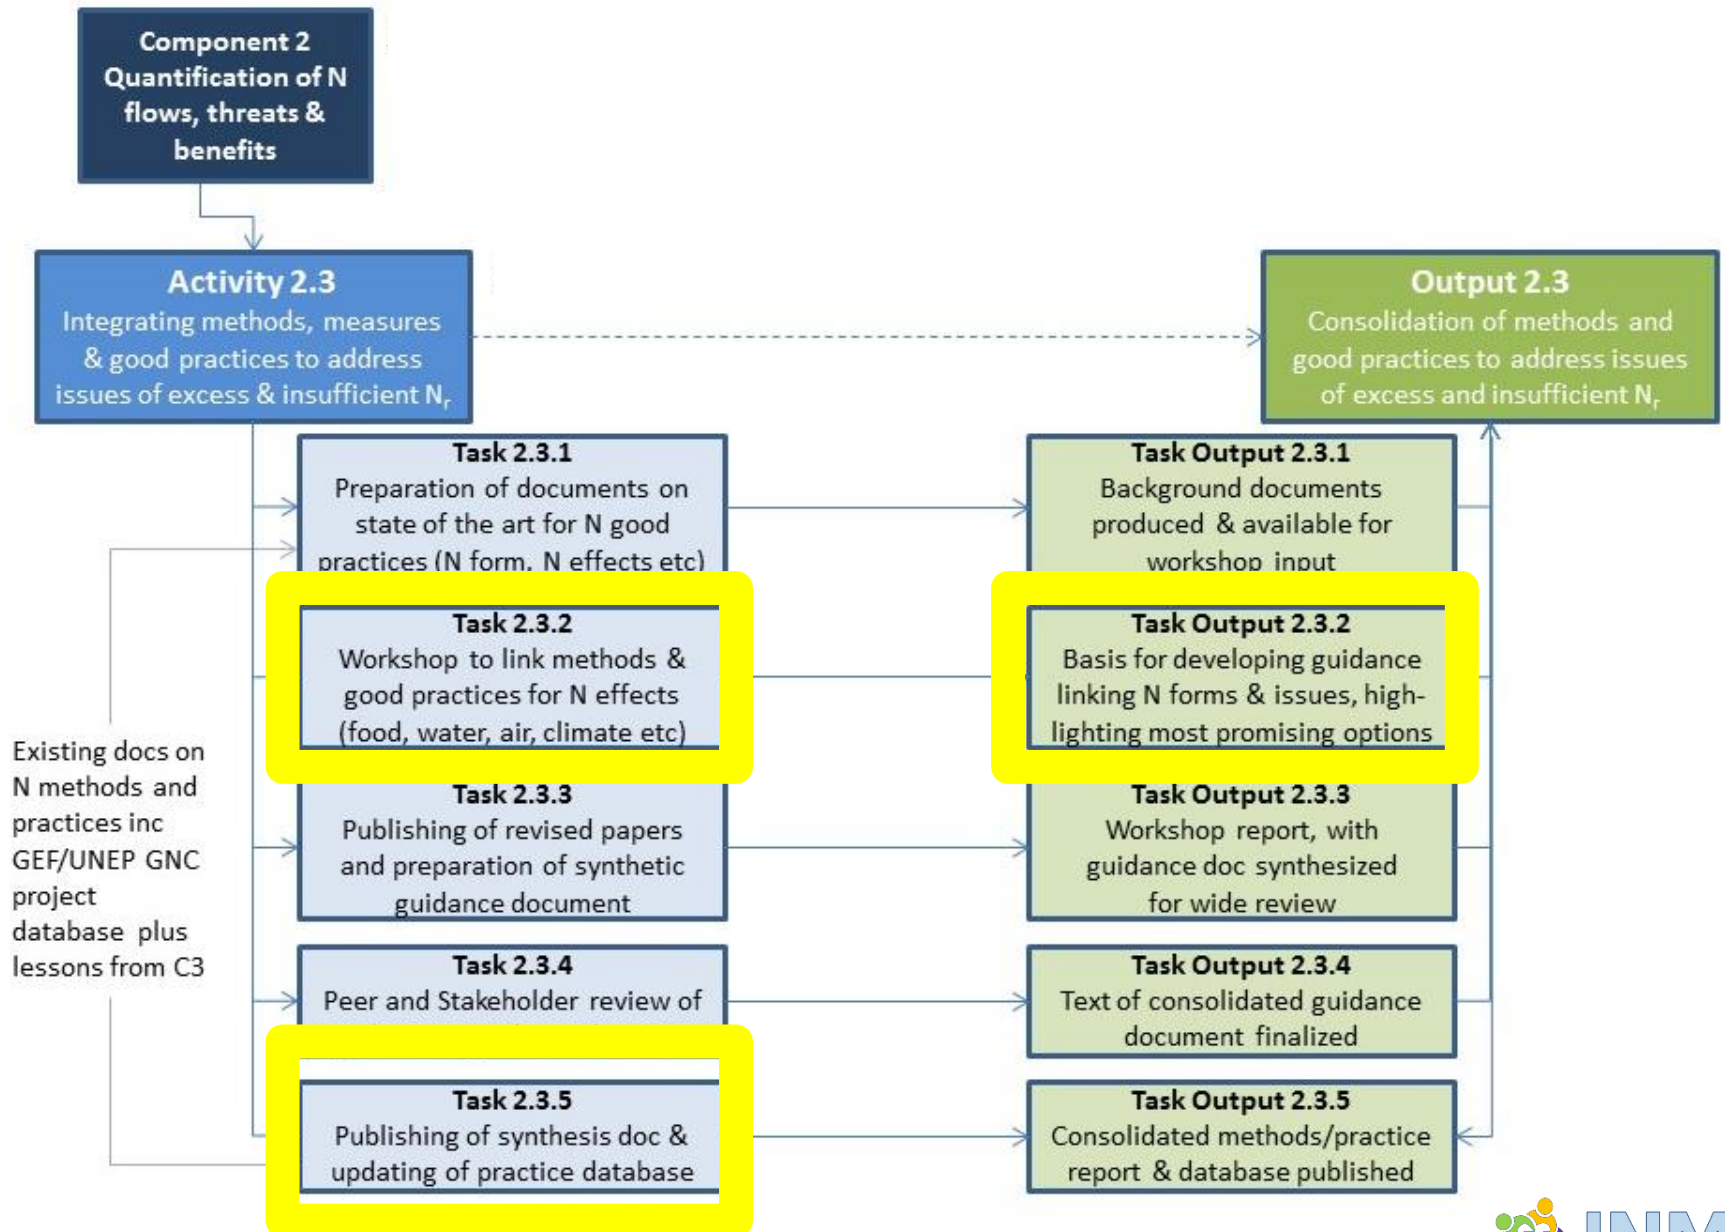 Component 2
Quantification of N
flows, threats &
benefits
Activity 2.3
Integrating methods, measures
& good practices to address
issues of excess & insufficient Nr
Output 2.3
Consolidation of methods and
good practices to address issues
of excess and insufficient Nr
Task 2.3.1
Preparation of documents on
state of the art for N good
practices (N form, N effects etc)
Task Output 2.3.1
Background documents
produced & available for
workshop input
Task 2.3.2
Workshop to link methods &
good practices for N effects
(food, water, air, climate etc)
Task Output 2.3.2
Basis for developing guidance
linking N forms & issues, high-
lighting most promising options
Existing docs on
N methods and
practices inc
GEF/UNEP GNC
project
database plus
lessons from C3
Task 2.3.3
Publishing of revised papers
and preparation of synthetic
guidance document
Task Output 2.3.3
Workshop report, with
guidance doc synthesized
for wide review
Task 2.3.4
Peer and Stakeholder review of
Task Output 2.3.4
Text of consolidated guidance
document finalized
Task 2.3.5
Publishing of synthesis doc &
updating of practice database
Task Output 2.3.5
Consolidated methods/practice
report & database published